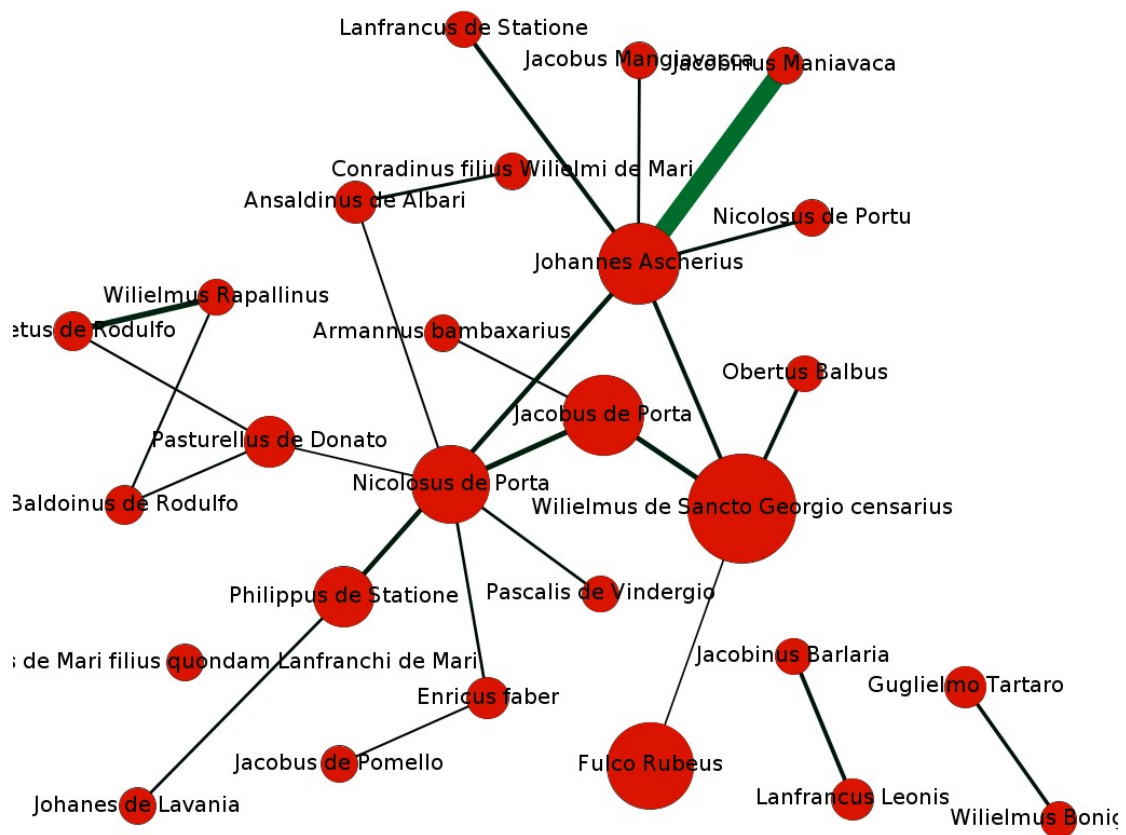 Lanfrancus de Statione
Jacobus Mangiavacca
Jacobinus Maniavaca
Conradinus filius Wilielmi de Mari
Ansaldinus de Albari
Nicolosus de Portu
Johannes Ascherius
Wilielmus Rapallinus
etus de Rodulfo
Armannus bambaxarius
Obertus Balbus
Jacobus de Porta
Pasturellus de Donato
Nicolosus de Porta
Baldoinus de Rodulfo
Wilielmus de Sancto Georgio censarius
Philippus de Statione
Pascalis de Vindergio
s de Mari filius quondam Lanfranchi de Mari
Jacobinus Barlaria
Guglielmo Tartaro
Enricus faber
Jacobus de Pomello
Fulco Rubeus
Johanes de Lavania
Lanfrancus Leonis
Wilielmus Bonig